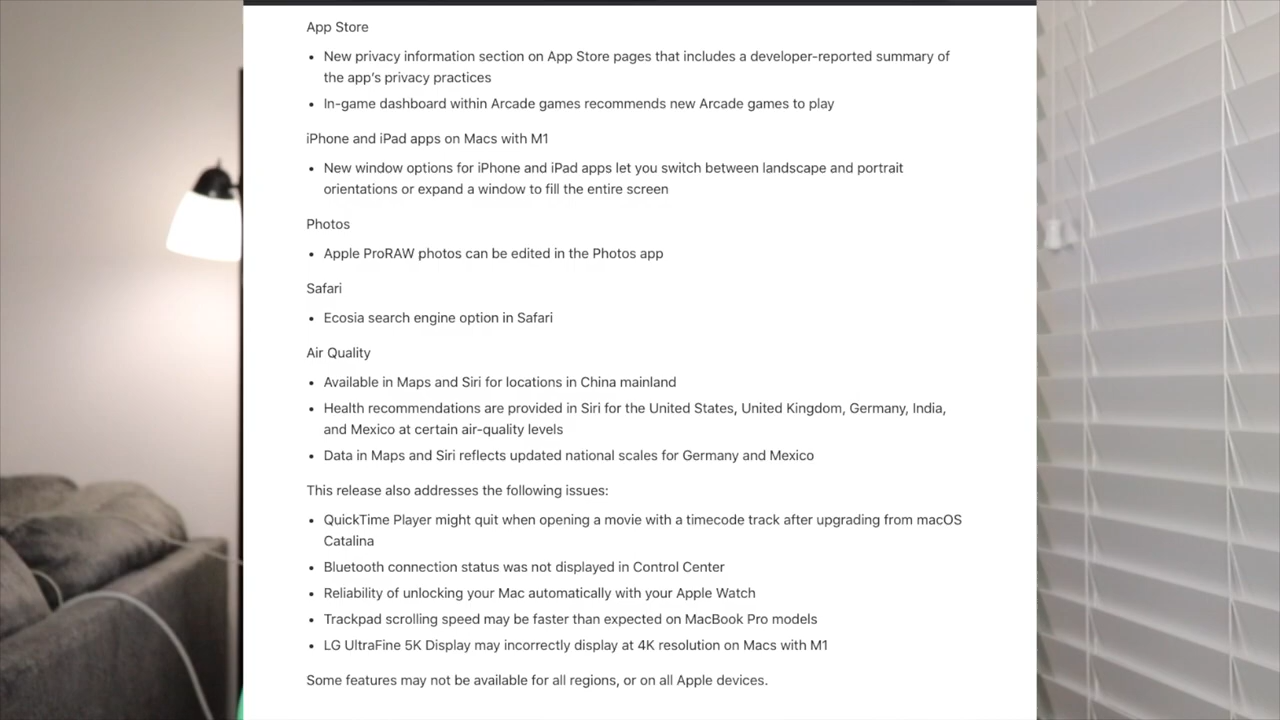 App Store
• New privacy information section on App Store pages that includes a developer-reported summary of
the app's privacy practices
• In-game dashboard within Arcade games recommends new Arcade games to play
iPhone and iPad apps on Macs with M1
• New window options for iPhone and iPad apps let you switch between landscape and portrait
orientations or expand a window to fill the entire screen
Photos
• Apple ProRAW photos can be edited in the Photos app
Safari
• Ecosia search engine option in Safari
Air Quality
• Available in Maps and Siri for locations in China mainland
• Health recommendations are provided in Siri for the United States, United Kingdom, Germany, India,
and Mexico at certain air-quality levels
• Data in Maps and Siri reflects updated national scales for Germany and Mexico
This release also addresses the following issues:
• QuickTime Player might quit when opening a movie with a timecode track after upgrading from macOS
Catalina
• Bluetooth connection status was not displayed in Control Center
• Reliability of unlocking your Mac automatically with your Apple Watch
• Trackpad scrolling speed may be faster than expected on MacBook Pro models
• LG UltraFine 5K Display may incorrectly display at 4K resolution on Macs with M1
Some features may not be available for all regions, or on all Apple devices.